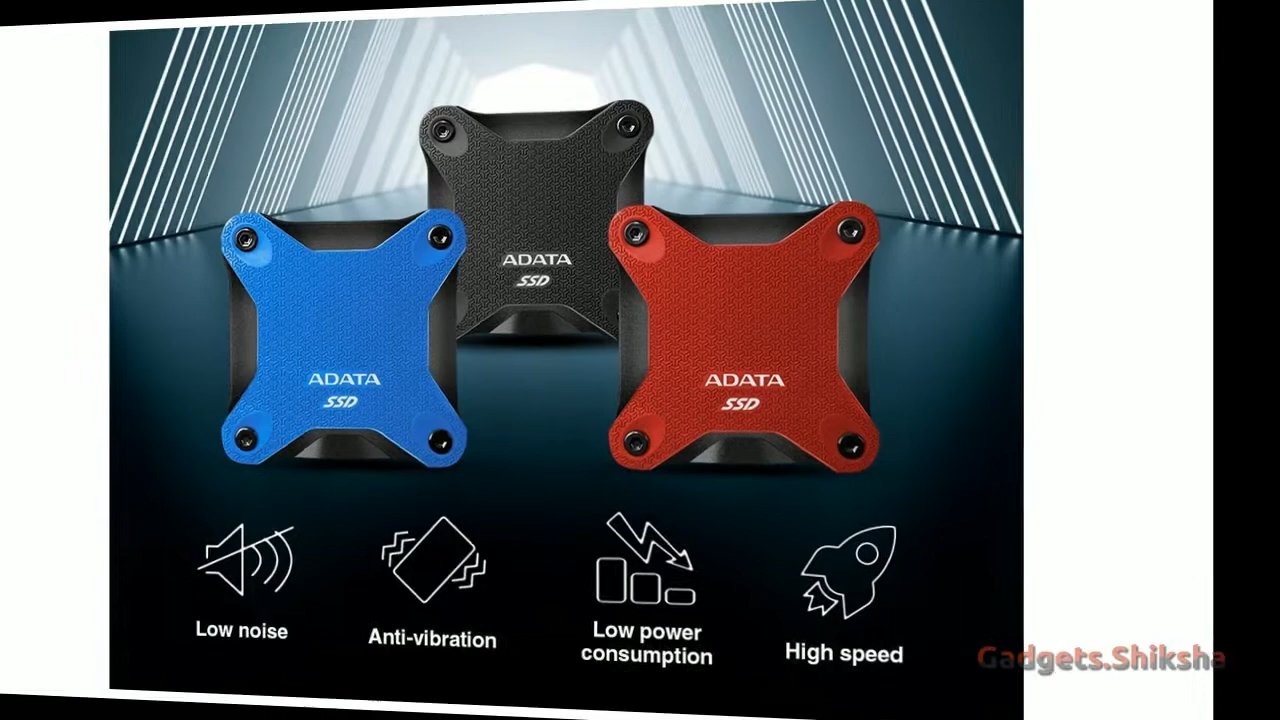 ADATA
SSD
ADATA
SSD
ADATA
SSD
Low noise
Anti-vibration
Low power
consumption
High speed
Gadgets.Shiksha